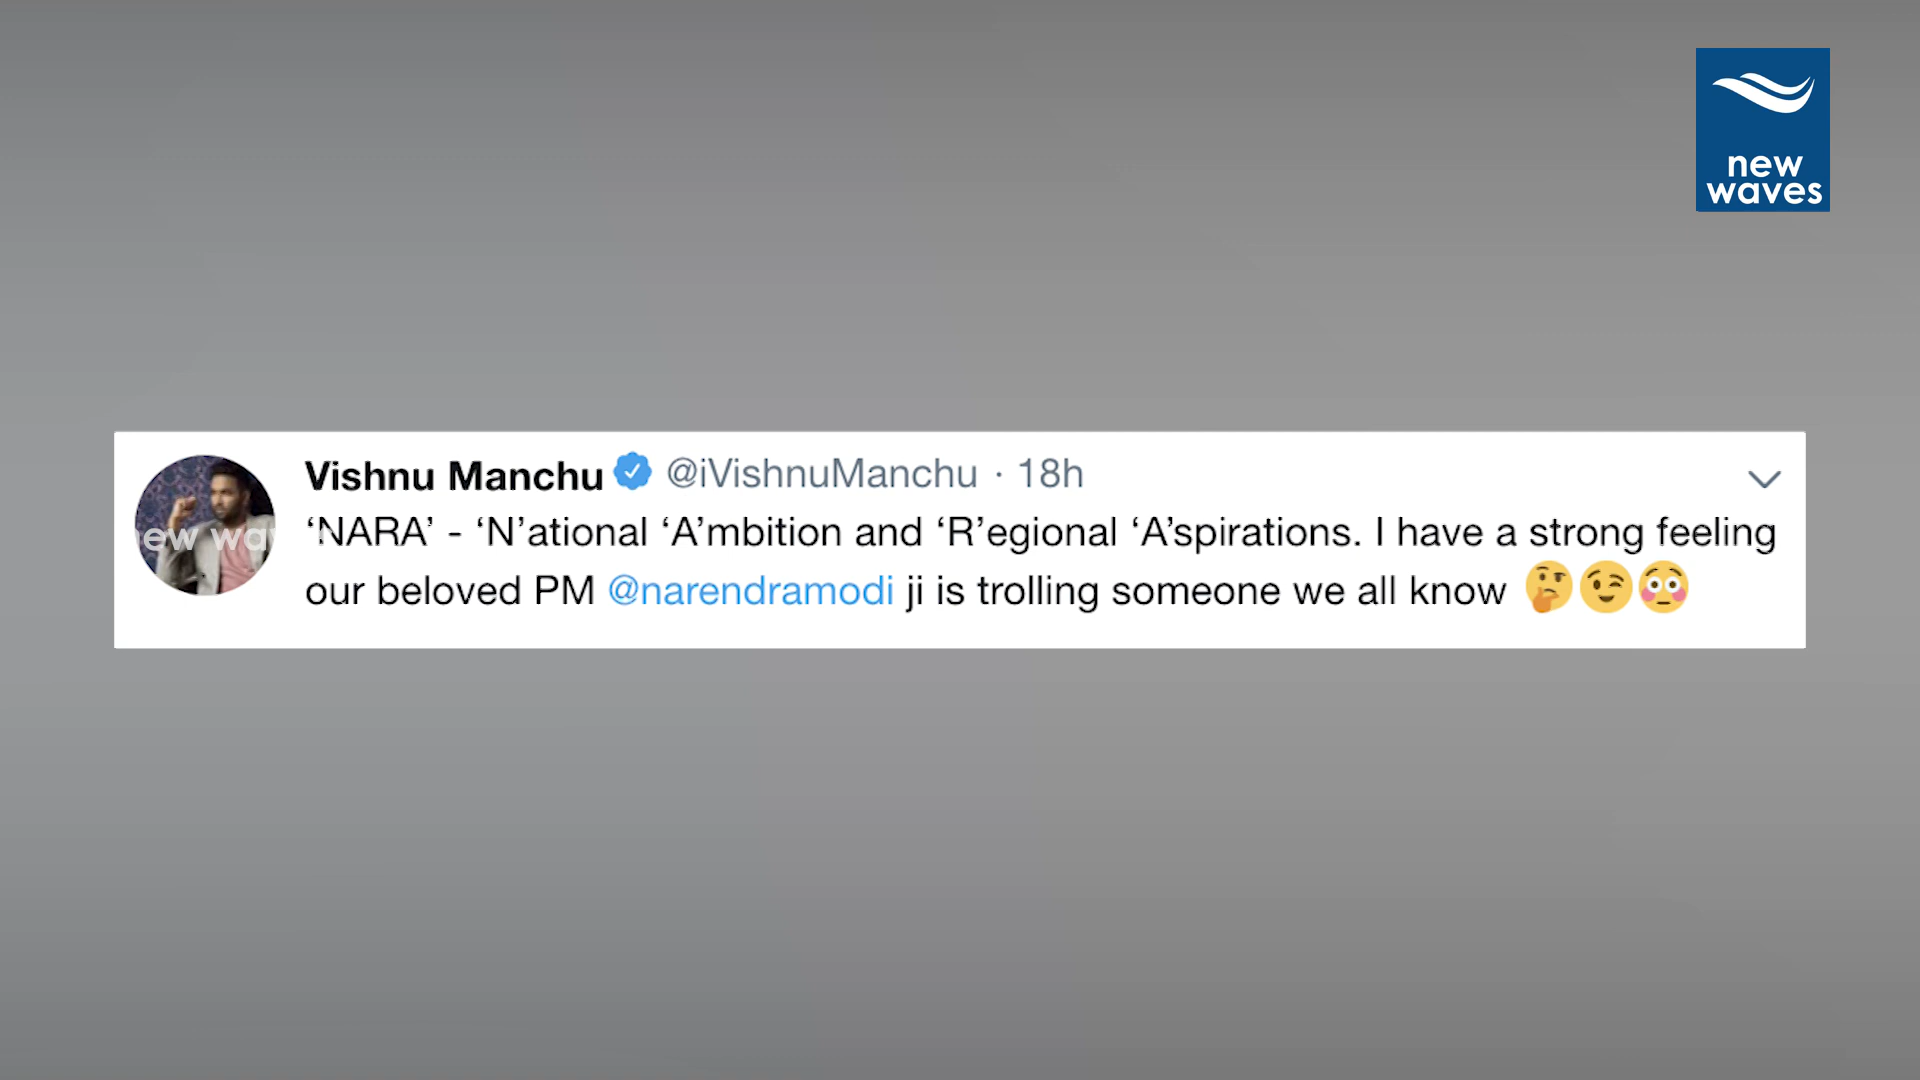 new
waves
Vishnu Manchu @iVishnuManchu · 18h
‘NARA’ - ‘N’ational ‘A’mbition and ‘R’egional ‘A’spirations. I have a strong feeling
our beloved PM @narendramodi ji is trolling someone we all know 🤔😉😳